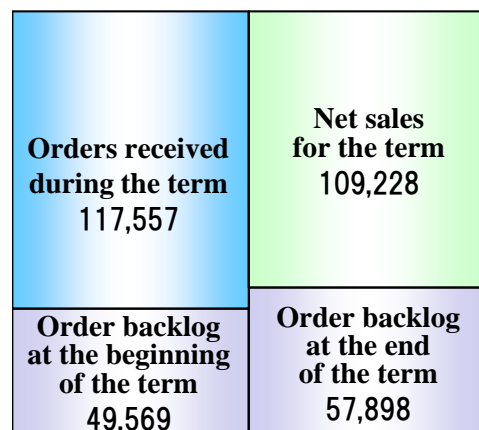 Orders received
during the term
117,557
Order backlog
at the beginning
of the term
49,569
Net sales
for the term
109,228
Order backlog
at the end
of the term
57,898